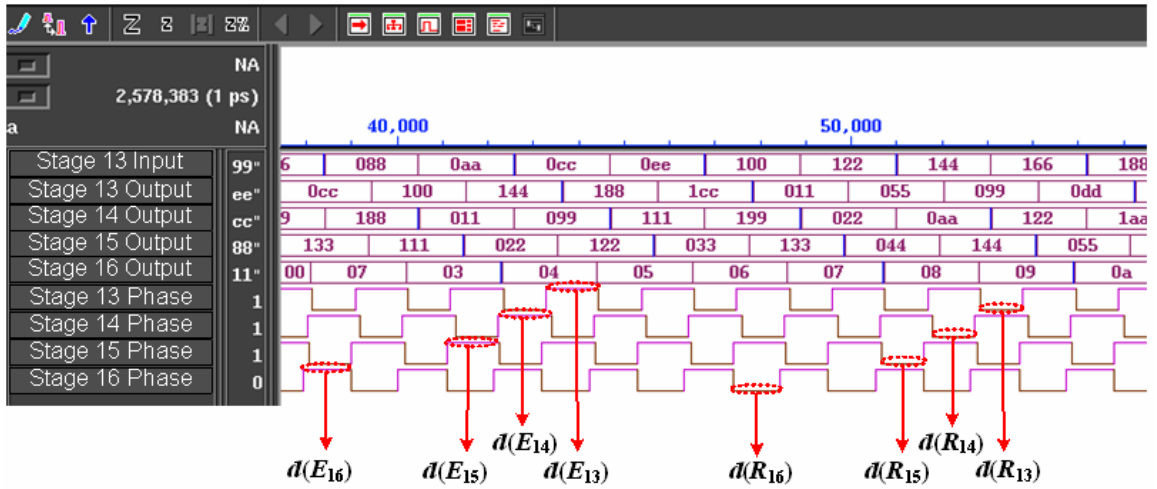 Z Z |Z| Z%
NA
2,578,383 (1 ps)
a NA
40,000 50,000
Stage 13 Input 99" 6 088 0aa 0cc 0ee 100 122 144 166 188
Stage 13 Output ee" 0cc 100 144 188 1cc 011 055 099 0dd
Stage 14 Output cc" 9 188 011 099 111 199 022 0aa 122 1aa
Stage 15 Output 88" 133 111 022 122 033 133 044 144 055
Stage 16 Output 11" 00 07 03 04 05 06 07 08 09 0a
Stage 13 Phase 1
Stage 14 Phase 1
Stage 15 Phase 1
Stage 16 Phase 0
d(E14) d(R14)
d(E16) d(E15) d(E13) d(R16) d(R15) d(R13)